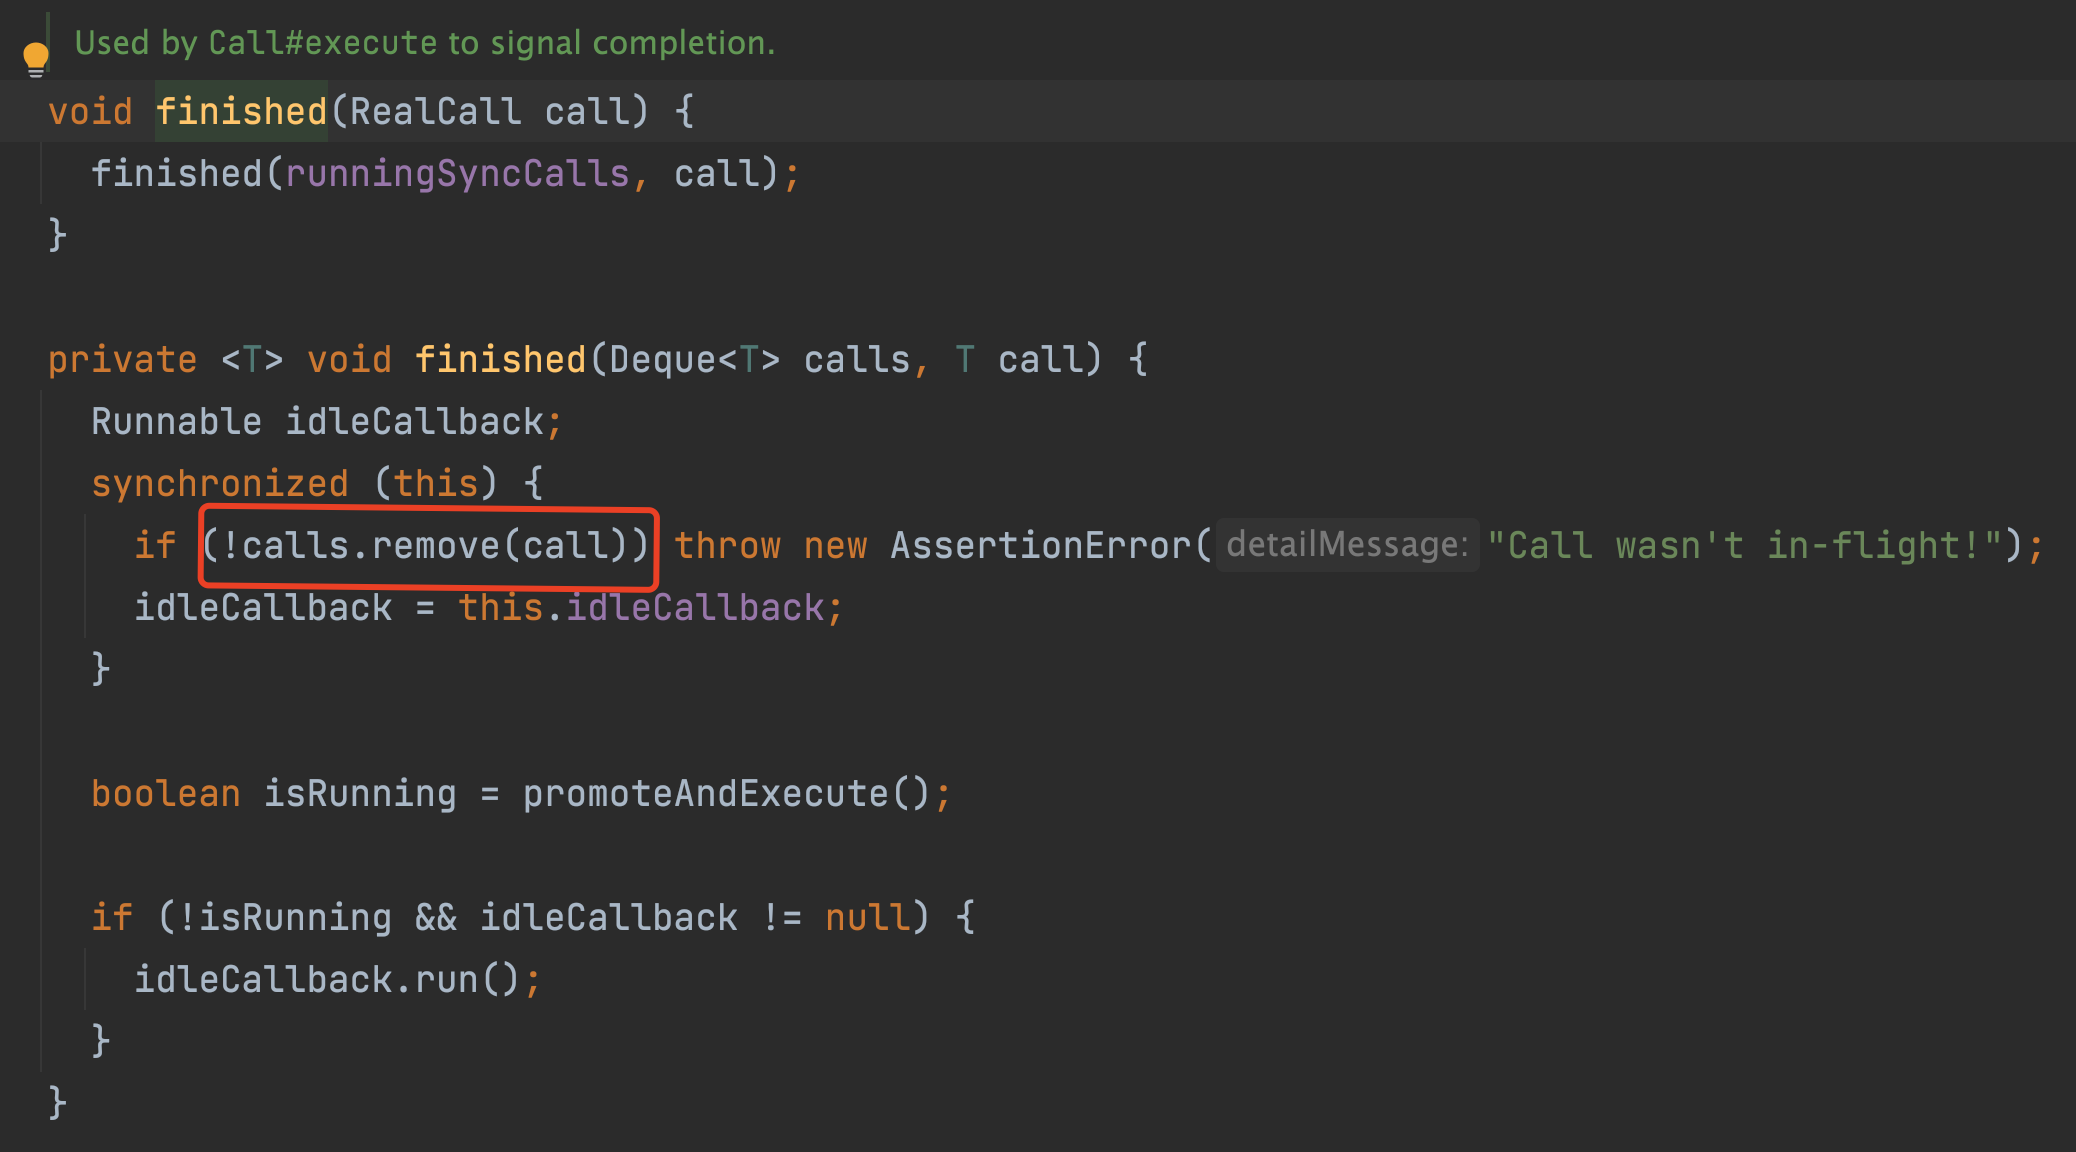 Used by Call#execute to signal completion.
void finished(RealCall call) {
finished(runningSyncCalls, call);
}
private <T> void finished(Deque<T> calls, T call) {
Runnable idleCallback;
synchronized (this) {
if (!calls.remove(call)) throw new AssertionError( detailMessage: "Call wasn't in-flight!");
idleCallback = this.idleCallback;
}
boolean isRunning = promoteAndExecute();
if (!isRunning && idleCallback != null) {
idleCallback.run();
}
}